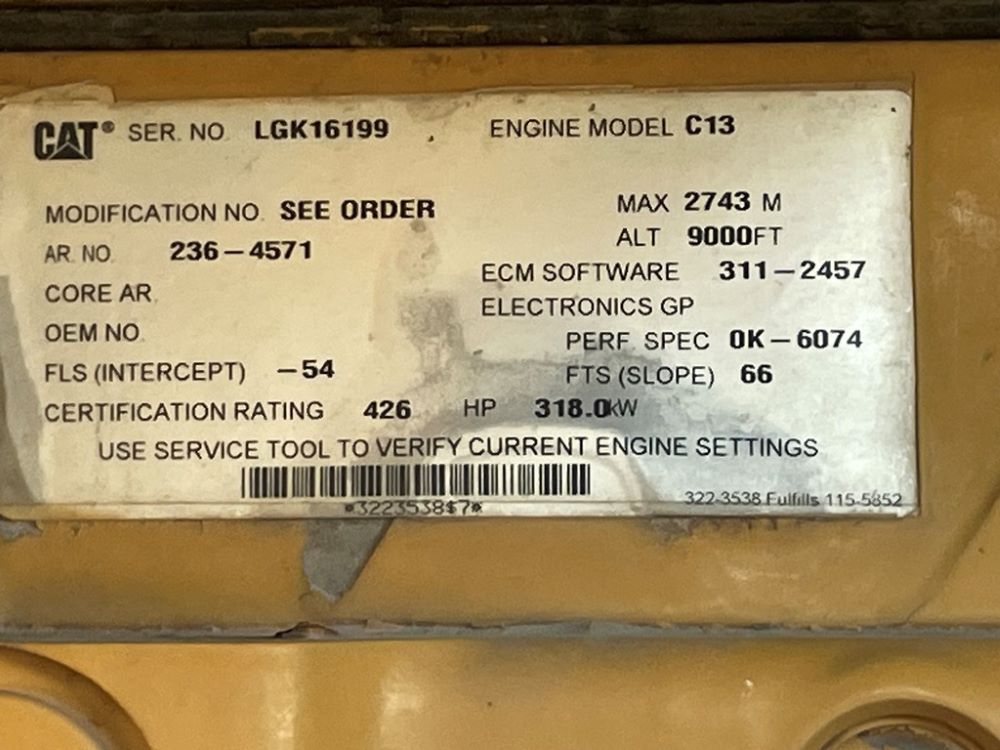 CAT® SER. NO. LGK16199 ENGINE MODEL C13
MODIFICATION NO. SEE ORDER MAX 2743 M
AR. NO. 236-4571 ALT 9000FT
CORE AR. ECM SOFTWARE 311-2457
OEM NO. ELECTRONICS GP
PERF. SPEC 0K-6074
FLS (INTERCEPT) -54 FTS (SLOPE) 66
CERTIFICATION RATING 426 HP 318.0kW
USE SERVICE TOOL TO VERIFY CURRENT ENGINE SETTINGS
*3223538$7*
322-3538 Fulfills 115-5852